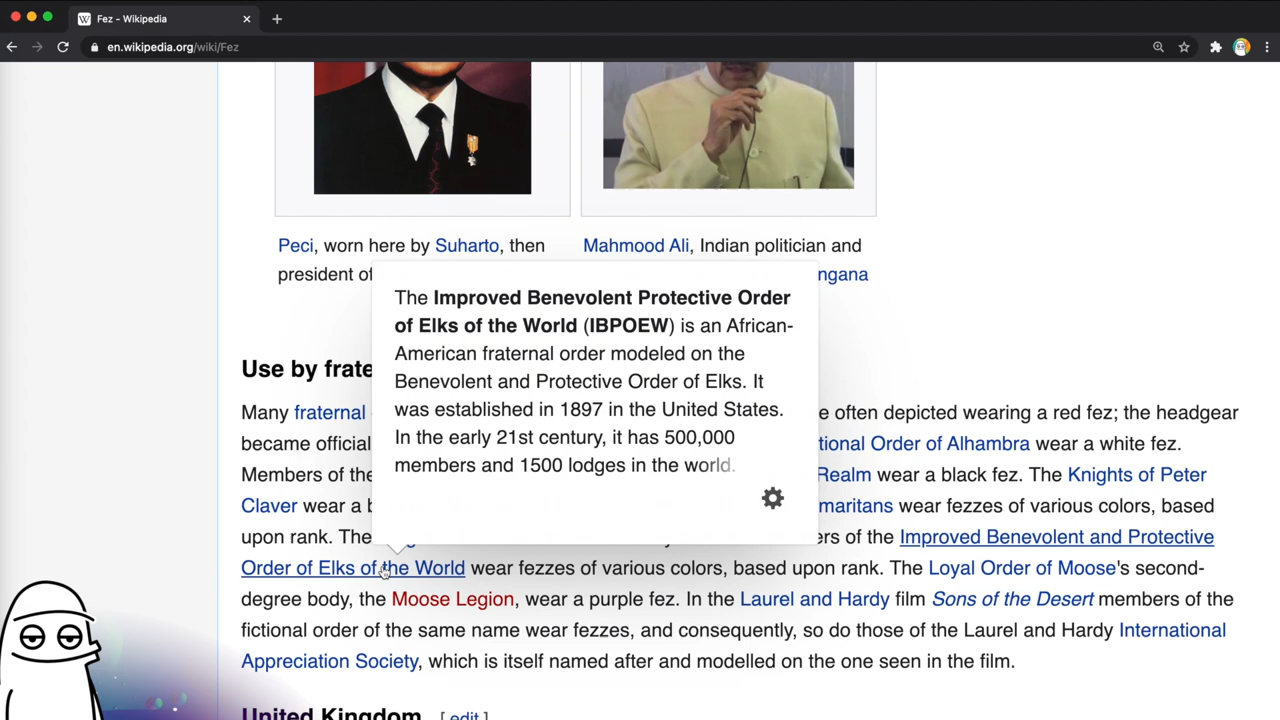 Fez - Wikipedia
en.wikipedia.org/wiki/Fez
Peci, worn here by Suharto, then
president of
Mahmood Ali, Indian politician and
ngana
The Improved Benevolent Protective Order
of Elks of the World (IBPOEW) is an African-
American fraternal order modeled on the
Benevolent and Protective Order of Elks. It
was established in 1897 in the United States.
In the early 21st century, it has 500,000
members and 1500 lodges in the world.
Use by frate
Many fraternal e often depicted wearing a red fez; the headgear
became official tional Order of Alhambra wear a white fez.
Members of the Realm wear a black fez. The Knights of Peter
Claver wear a b maritans wear fezzes of various colors, based
upon rank. The ers of the Improved Benevolent and Protective
Order of Elks of the World wear fezzes of various colors, based upon rank. The Loyal Order of Moose's second-
degree body, the Moose Legion, wear a purple fez. In the Laurel and Hardy film Sons of the Desert members of the
fictional order of the same name wear fezzes, and consequently, so do those of the Laurel and Hardy International
Appreciation Society, which is itself named after and modelled on the one seen in the film.
United Kingdom [ edit ]